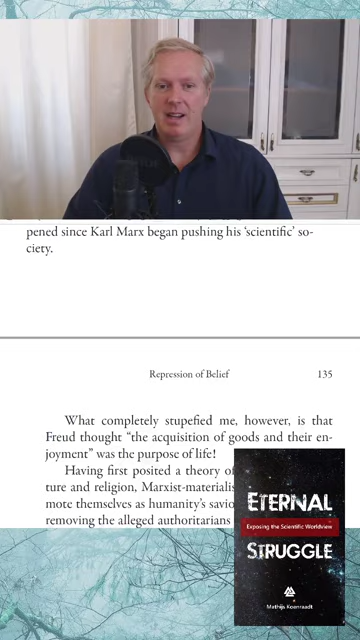 pened since Karl Marx began pushing his ‘scientific’ so-
ciety.
Repression of Belief 135
What completely stupefied me, however, is that
Freud thought “the acquisition of goods and their en-
joyment” was the purpose of life!
Having first posited a theory of
ture and religion, Marxist-materialis
mote themselves as humanity’s savio
removing the alleged authoritarians
ETERNAL
Exposing the Scientific Worldview
STRUGGLE
Mathijs Koenraadt